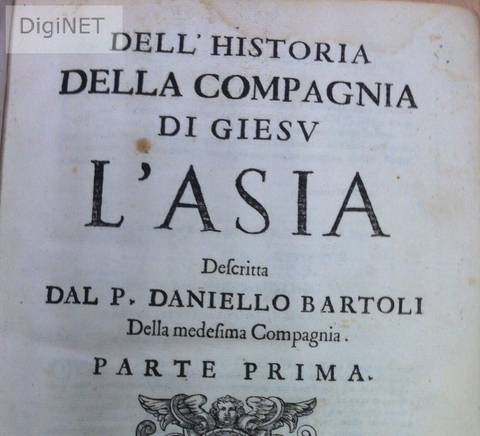 DigiNET
DELL'HISTORIA
DELLA COMPAGNIA
DI GIESV
L'ASIA
Deſcritta
DAL P. DANIELLO BARTOLI
Della medeſima Compagnia.
PARTE PRIMA.